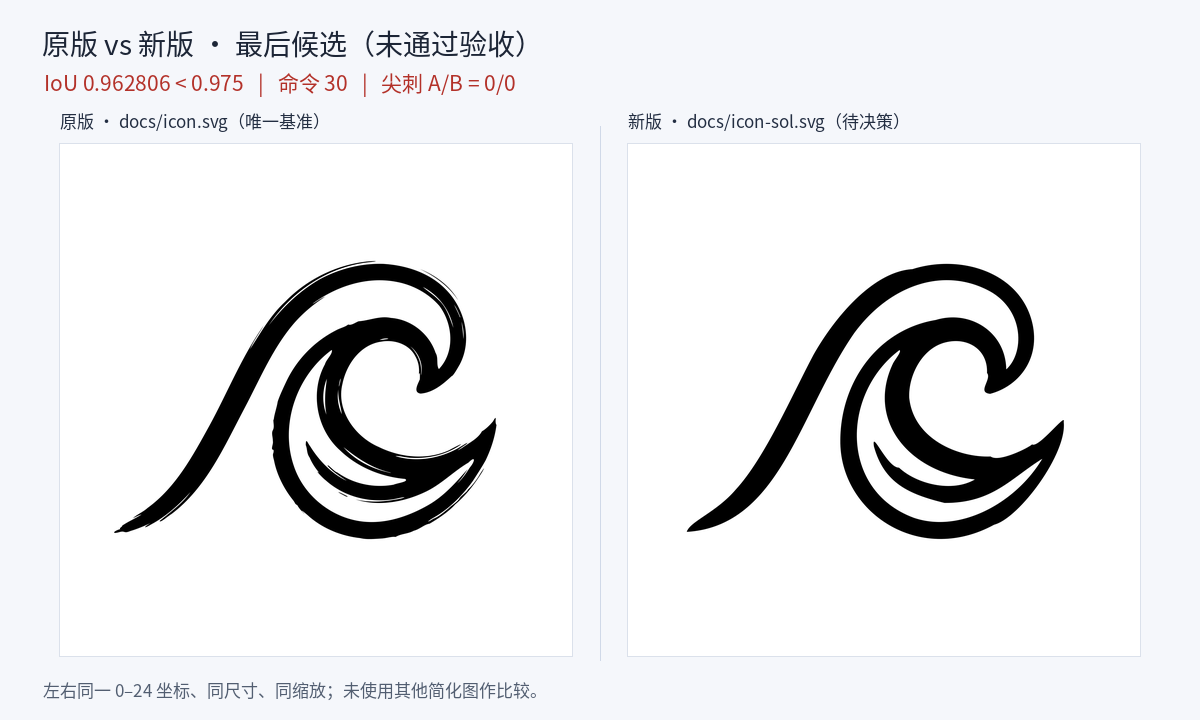 原版 vs 新版 · 最后候选（未通过验收）
IoU 0.962806 < 0.975 | 命令 30 | 尖刺 A/B = 0/0
原版 · docs/icon.svg（唯一基准）
新版 · docs/icon-sol.svg（待决策）
左右同一 0–24 坐标、同尺寸、同缩放；未使用其他简化图作比较。